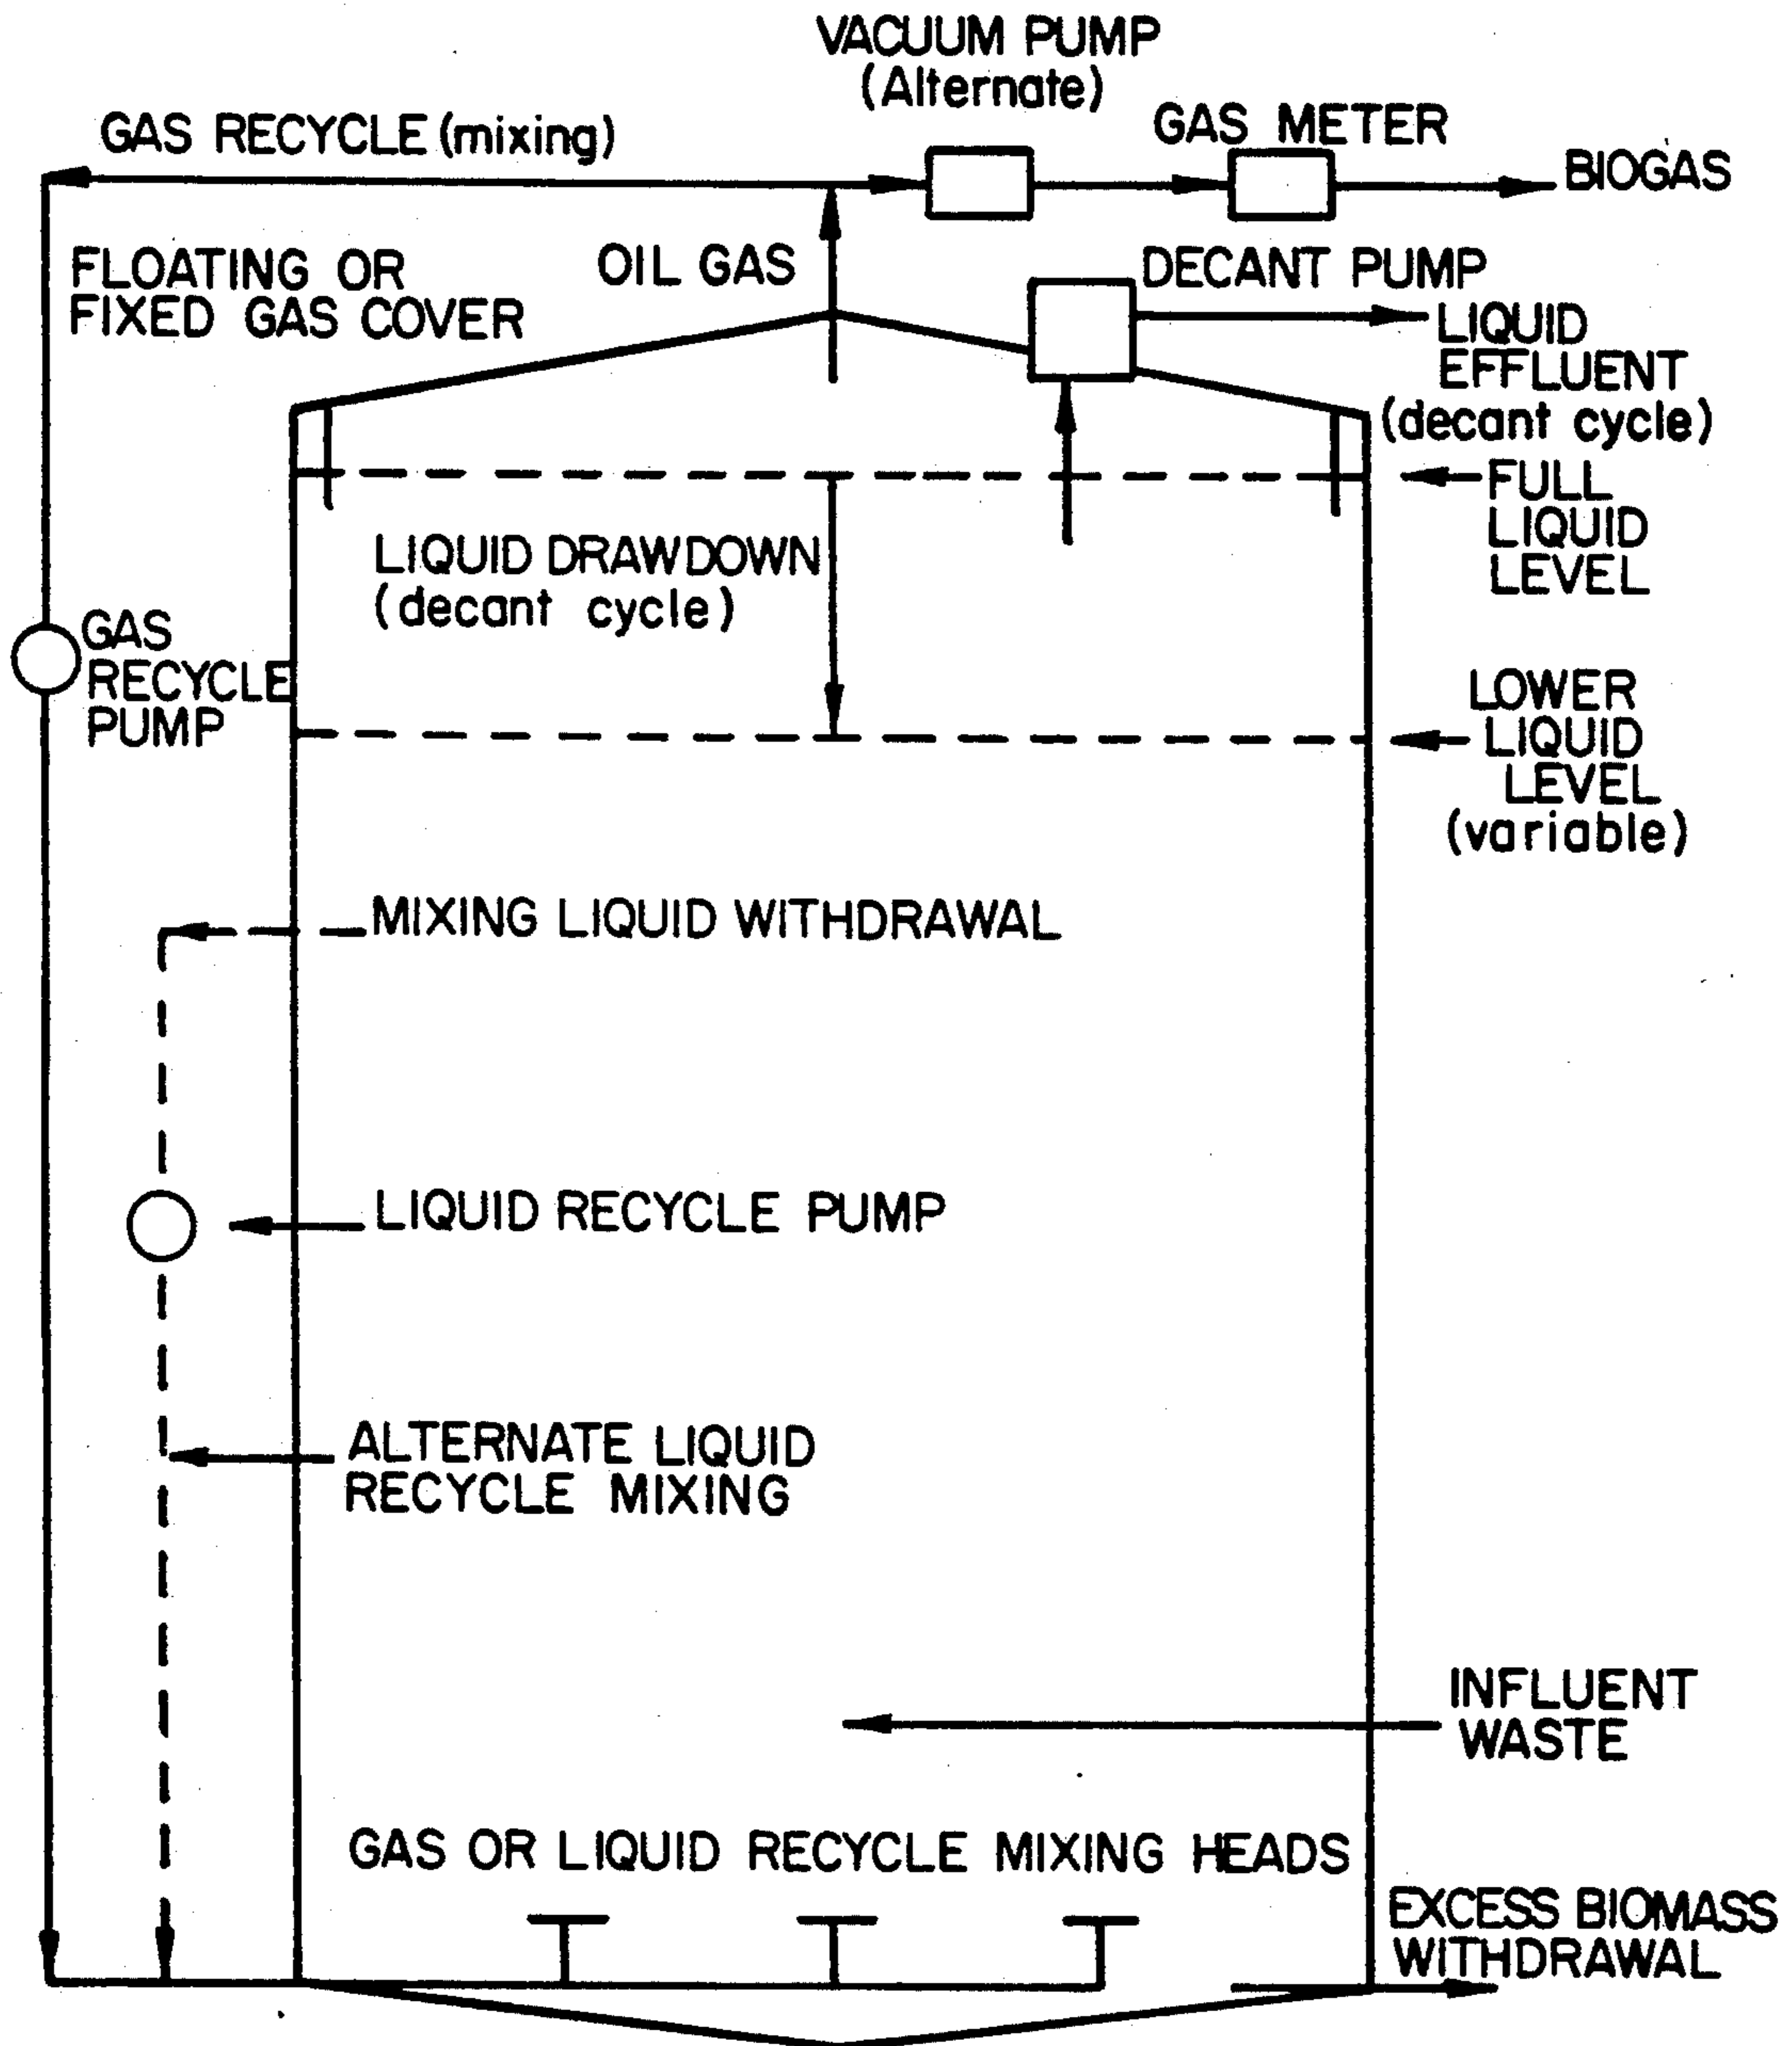 VACUUM PUMP
(Alternate)
GAS RECYCLE (mixing)
GAS METER
BIOGAS
FLOATING OR
FIXED GAS COVER
OIL GAS
DECANT PUMP
LIQUID
EFFLUENT
(decant cycle)
FULL
LIQUID
LEVEL
LIQUID DRAWDOWN
(decant cycle)
GAS
RECYCLE
PUMP
LOWER
LIQUID
LEVEL
(variable)
MIXING LIQUID WITHDRAWAL
LIQUID RECYCLE PUMP
ALTERNATE LIQUID
RECYCLE MIXING
INFLUENT
WASTE
GAS OR LIQUID RECYCLE MIXING HEADS
EXCESS BIOMASS
WITHDRAWAL